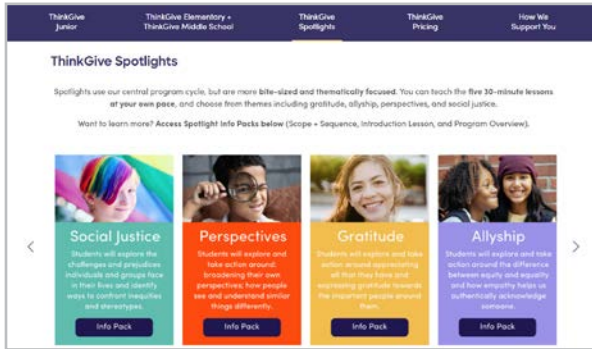 ThinkGive
Junior
ThinkGive Elementary +
ThinkGive Middle School
ThinkGive
Spotlights
ThinkGive
Pricing
How We
Support You
ThinkGive Spotlights
Spotlights use our central program cycle, but are more bite-sized and thematically focused. You can teach the five 30-minute lessons
at your own pace, and choose from themes including gratitude, allyship, perspectives, and social justice.
Want to learn more? Access Spotlight Info Packs below (Scope + Sequence, Introduction Lesson, and Program Overview).
Social Justice
Students will explore the
challenges and prejudices
individuals and groups face
in their lives and identify
ways to confront inequities
and stereotypes.
Info Pack
Perspectives
Students will explore and
take action around:
broadening their own
perspectives; how people
see and understand similar
things differently.
Info Pack
Gratitude
Students will explore and take
action around appreciating
all that they have and
expressing gratitude towards
the important people around
them.
Info Pack
Allyship
Students will explore and take
action around the difference
between equity and equality
and how empathy helps us
authentically acknowledge
someone.
Info Pack